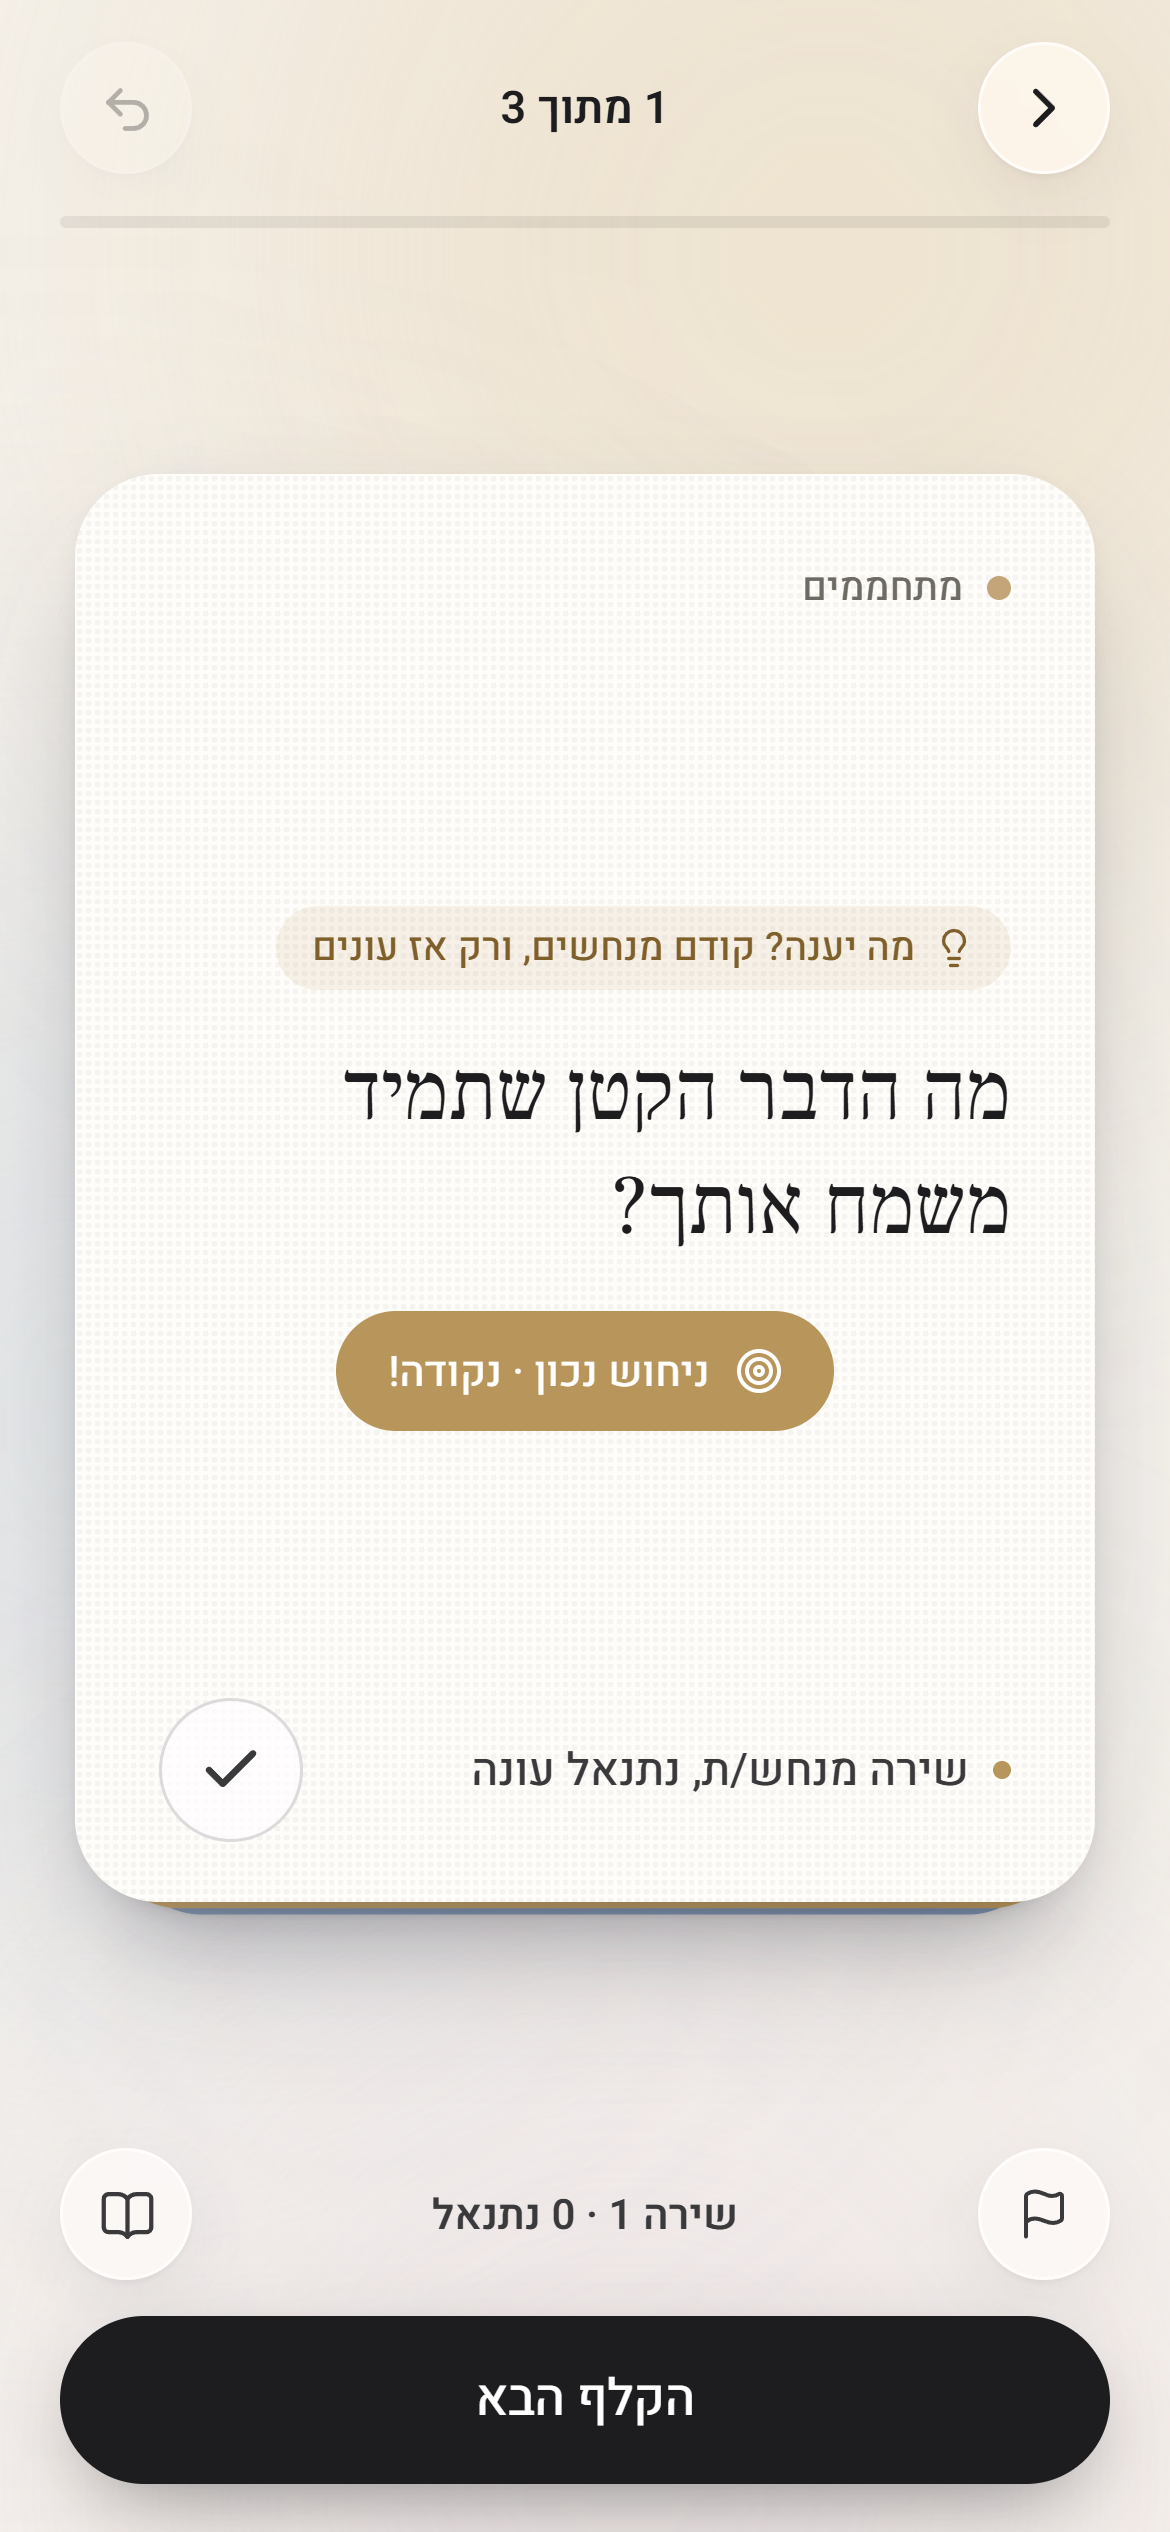 1 מתוך 3
מתחממים
מה יענה? קודם מנחשים, ורק אז עונים
מה הדבר הקטן שתמיד
משמח אותך?
ניחוש נכון · נקודה!
שירה מנחש/ת, נתנאל עונה
שירה 1 · 0 נתנאל
הקלף הבא